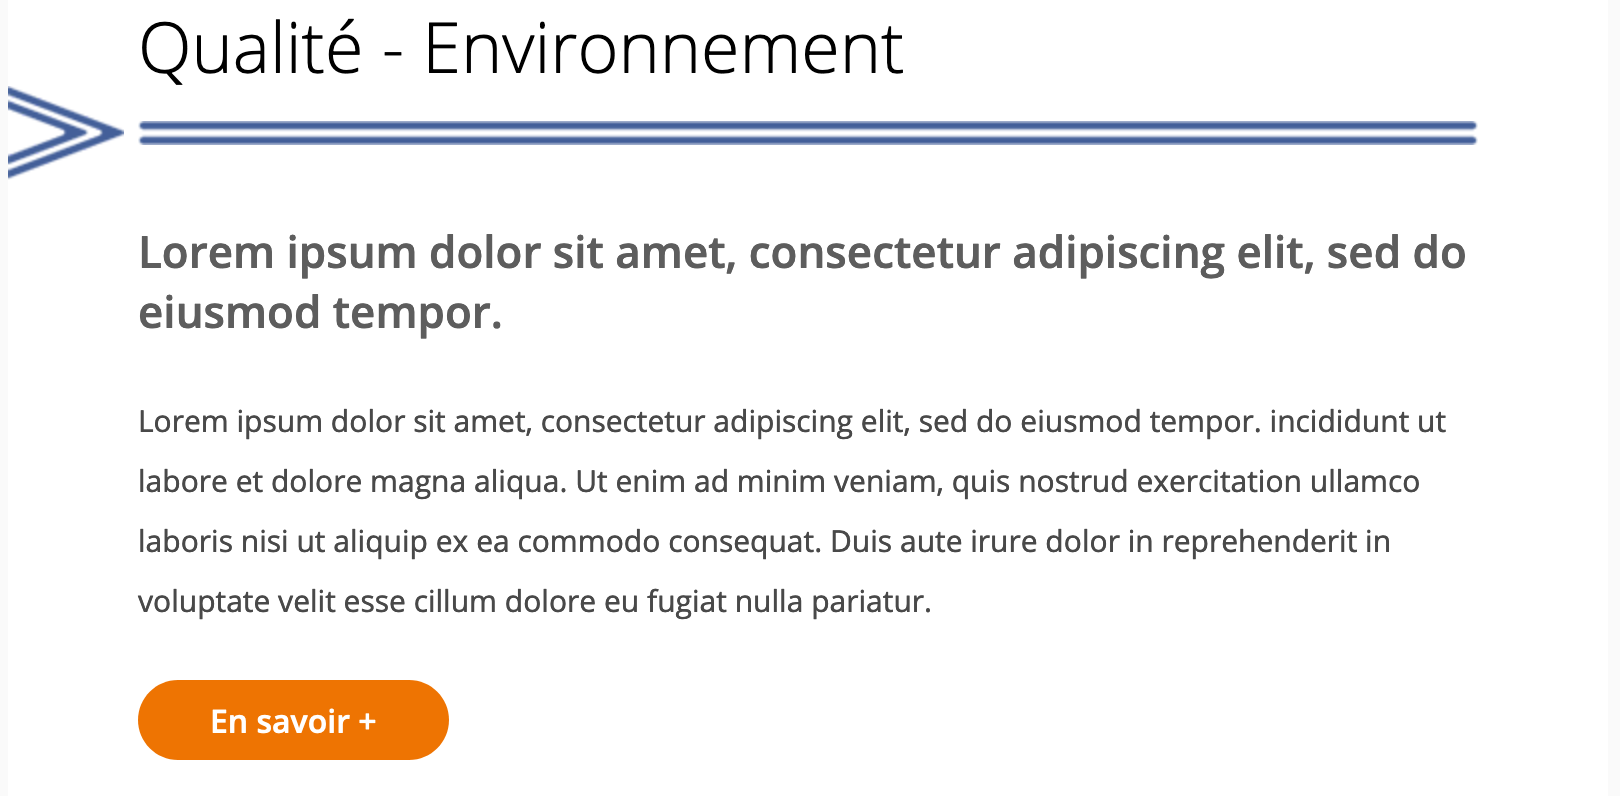 Qualité - Environnement
Lorem ipsum dolor sit amet, consectetur adipiscing elit, sed do
eiusmod tempor.
Lorem ipsum dolor sit amet, consectetur adipiscing elit, sed do eiusmod tempor. incididunt ut
labore et dolore magna aliqua. Ut enim ad minim veniam, quis nostrud exercitation ullamco
laboris nisi ut aliquip ex ea commodo consequat. Duis aute irure dolor in reprehenderit in
voluptate velit esse cillum dolore eu fugiat nulla pariatur.
En savoir +